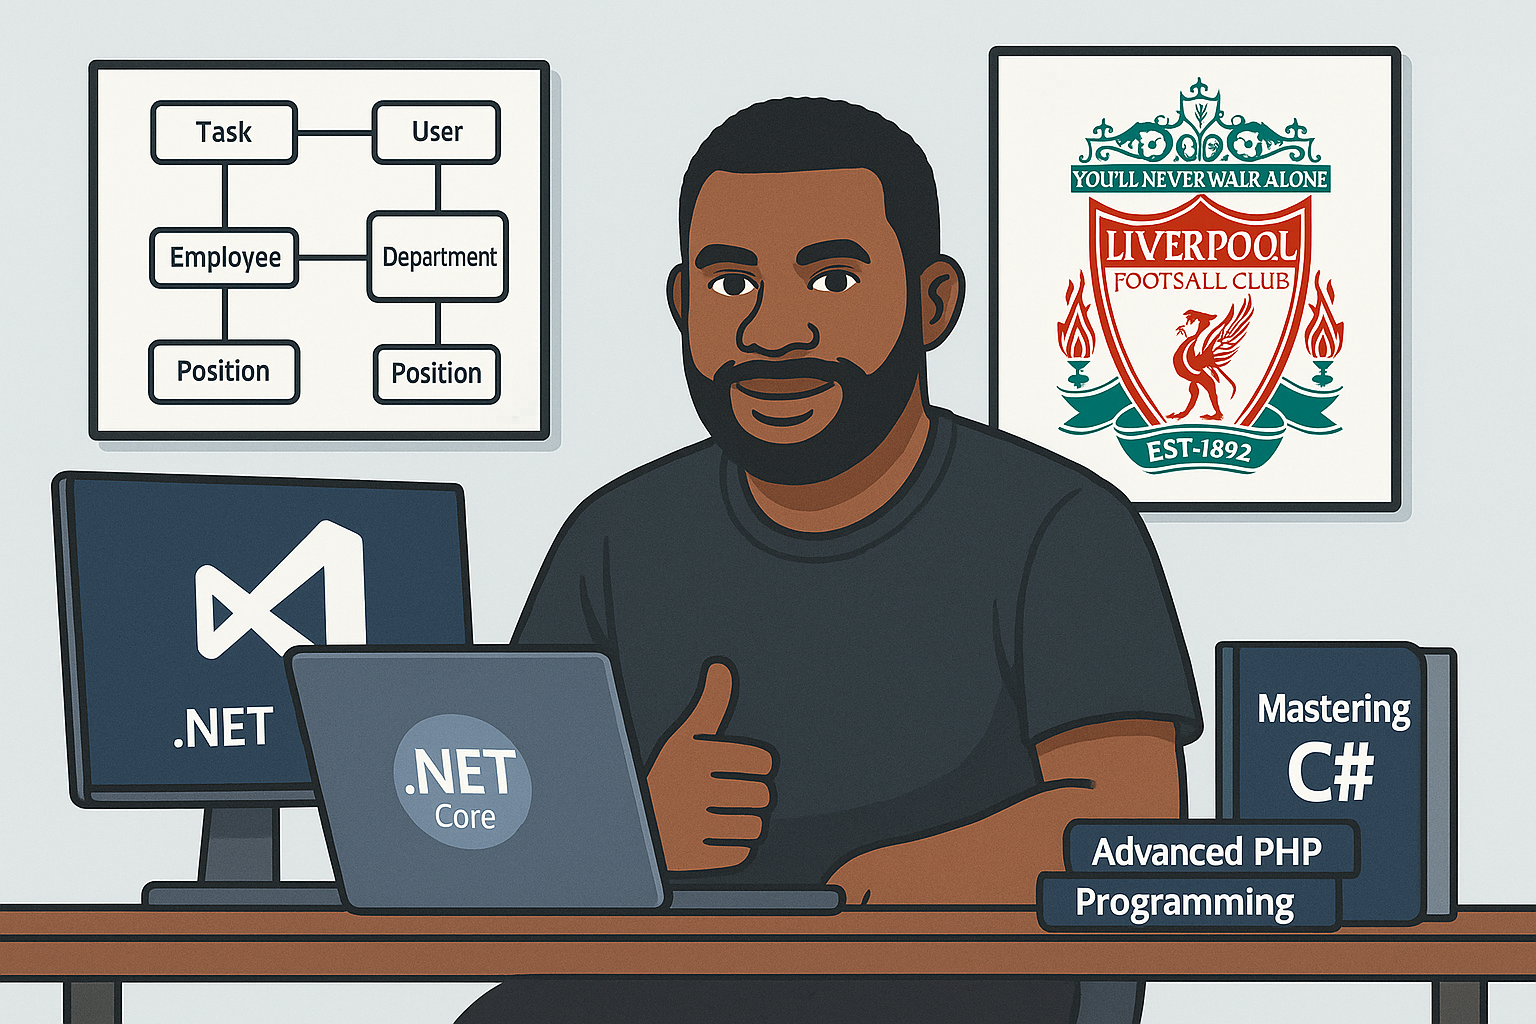 Task
User
Employee
Department
Position
Position
YOU'LL NEVER WALR ALONE
LIVERPOOL
FOOTSALL CLUB
EST-1892
.NET
.NET
Core
Mastering
C#
Advanced PHP
Programming